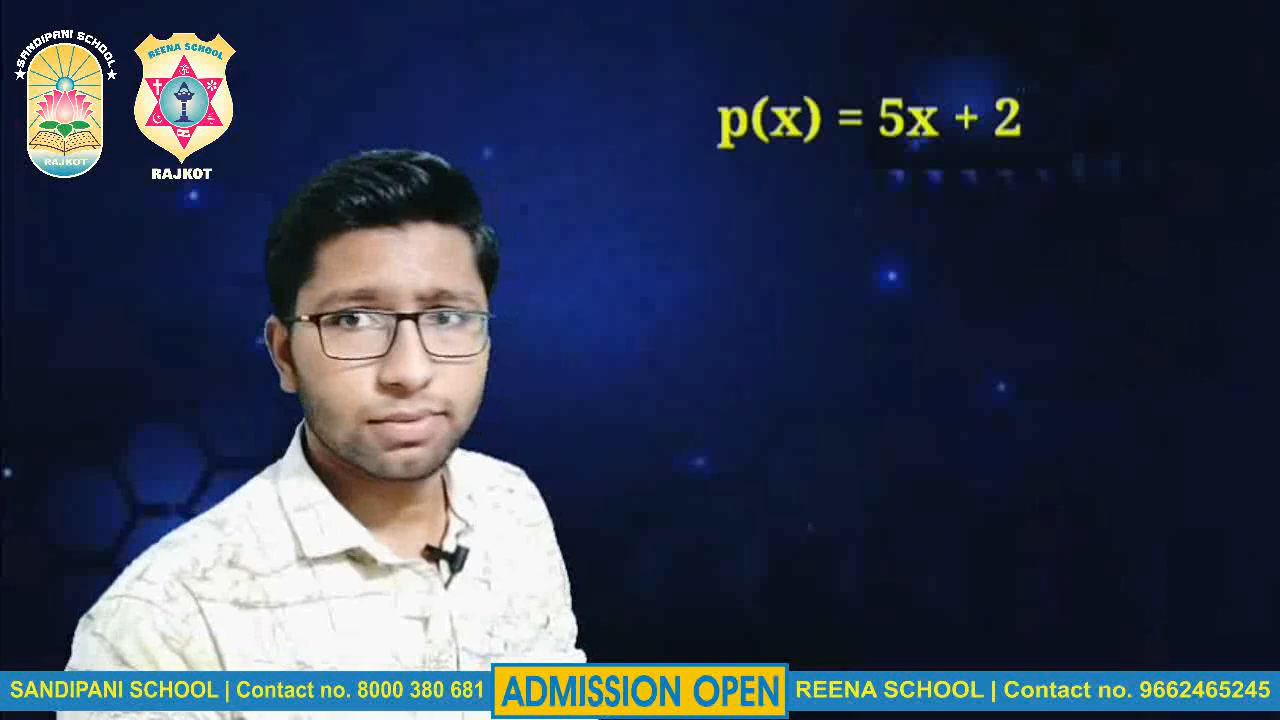 SANDIPANI SCHOOL
RAJKOT
REENA SCHOOL
RAJKOT
p(x) = 5x + 2
SANDIPANI SCHOOL | Contact no. 8000 380 681
ADMISSION OPEN
REENA SCHOOL | Contact no. 9662465245